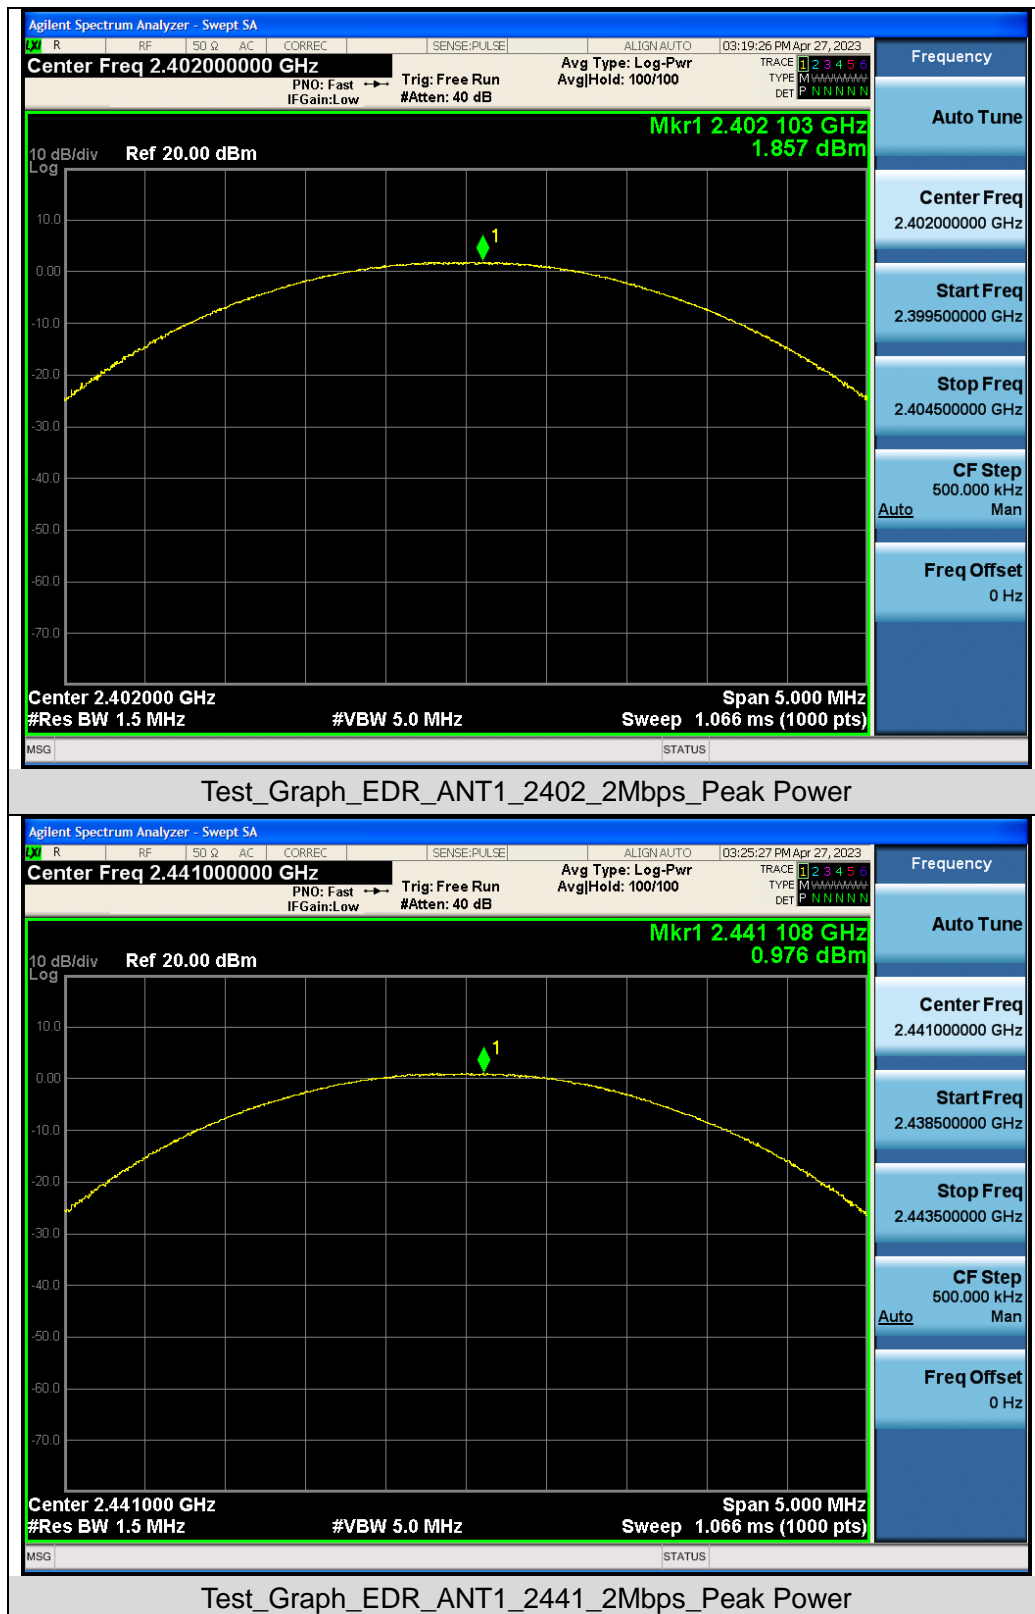 Agilent Spectrum Analyzer - Swept SA
LXI R RF 50 Ω AC CORREC SENSE:PULSE ALIGN AUTO 03:19:26 PM Apr 27, 2023
Center Freq 2.402000000 GHz
PNO: Fast
IFGain:Low
Trig: Free Run
#Atten: 40 dB
Avg Type: Log-Pwr
Avg|Hold: 100/100
TRACE 1 2 3 4 5 6
TYPE M
DET P N N N N N
Mkr1 2.402 103 GHz
1.857 dBm
10 dB/div Ref 20.00 dBm
Log
10.0
1
0.00
-10.0
-20.0
-30.0
-40.0
-50.0
-60.0
-70.0
Center 2.402000 GHz Span 5.000 MHz
#Res BW 1.5 MHz #VBW 5.0 MHz Sweep 1.066 ms (1000 pts)
MSG STATUS
Frequency
Auto Tune
Center Freq
2.402000000 GHz
Start Freq
2.399500000 GHz
Stop Freq
2.404500000 GHz
CF Step
500.000 kHz
Auto Man
Freq Offset
0 Hz
Test_Graph_EDR_ANT1_2402_2Mbps_Peak Power
Agilent Spectrum Analyzer - Swept SA
LXI R RF 50 Ω AC CORREC SENSE:PULSE ALIGN AUTO 03:25:27 PM Apr 27, 2023
Center Freq 2.441000000 GHz
PNO: Fast
IFGain:Low
Trig: Free Run
#Atten: 40 dB
Avg Type: Log-Pwr
Avg|Hold: 100/100
TRACE 1 2 3 4 5 6
TYPE M
DET P N N N N N
Mkr1 2.441 108 GHz
0.976 dBm
10 dB/div Ref 20.00 dBm
Log
10.0
1
0.00
-10.0
-20.0
-30.0
-40.0
-50.0
-60.0
-70.0
Center 2.441000 GHz Span 5.000 MHz
#Res BW 1.5 MHz #VBW 5.0 MHz Sweep 1.066 ms (1000 pts)
MSG STATUS
Frequency
Auto Tune
Center Freq
2.441000000 GHz
Start Freq
2.438500000 GHz
Stop Freq
2.443500000 GHz
CF Step
500.000 kHz
Auto Man
Freq Offset
0 Hz
Test_Graph_EDR_ANT1_2441_2Mbps_Peak Power